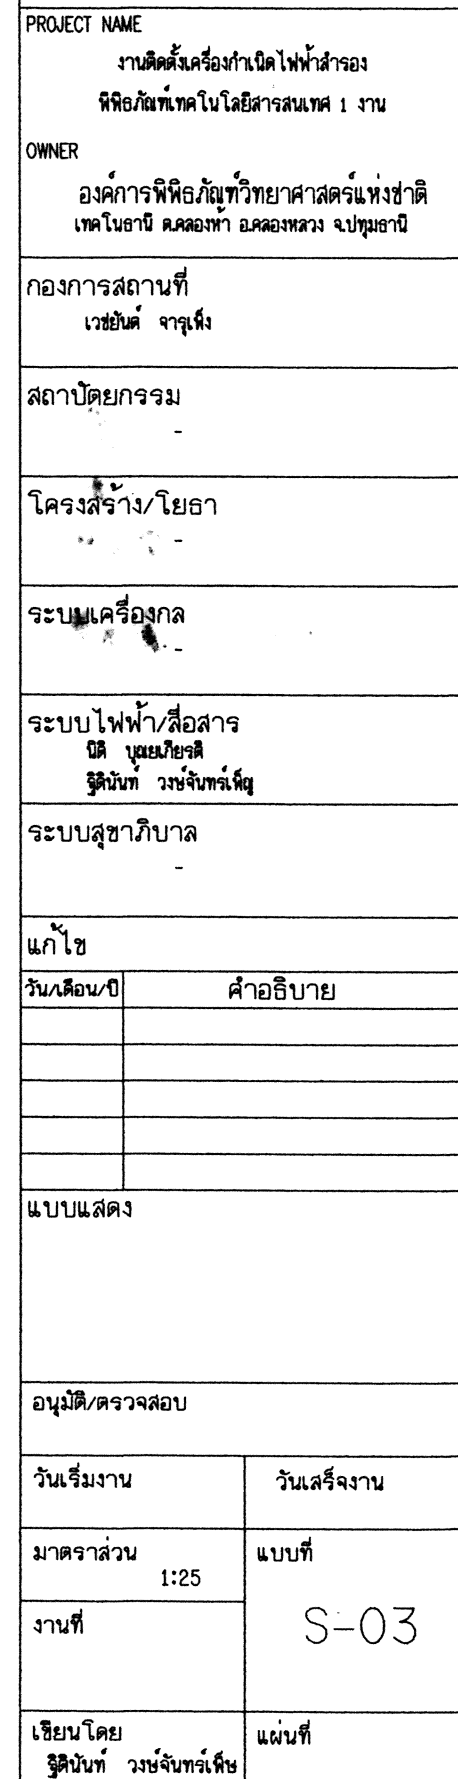 PROJECT NAME
งานติดตั้งเครื่องกำเนิดไฟฟ้าสำรอง
พิพิธภัณฑ์เทคโนโลยีสารสนเทศ 1 งาน
OWNER
องค์การพิพิธภัณฑ์วิทยาศาสตร์แห่งชาติ
เทคโนธานี ต.คลองห้า อ.คลองหลวง จ.ปทุมธานี
กองการสถานที่
เวชยันต์ จารุเพ็ง
สถาปัตยกรรม
-
โครงสร้าง/โยธา
-
ระบบเครื่องกล
-
ระบบไฟฟ้า/สื่อสาร
นิติ บุณยเกียรติ
ฐิตินันท์ วงษ์จันทร์เพ็ญ
ระบบสุขาภิบาล
-
แก้ไข
วัน/เดือน/ปี คำอธิบาย
แบบแสดง
อนุมัติ/ตรวจสอบ
วันเริ่มงาน วันเสร็จงาน
มาตราส่วน แบบที่
1:25
งานที่ S-03
เขียนโดย แผ่นที่
ฐิตินันท์ วงษ์จันทร์เพ็ญ